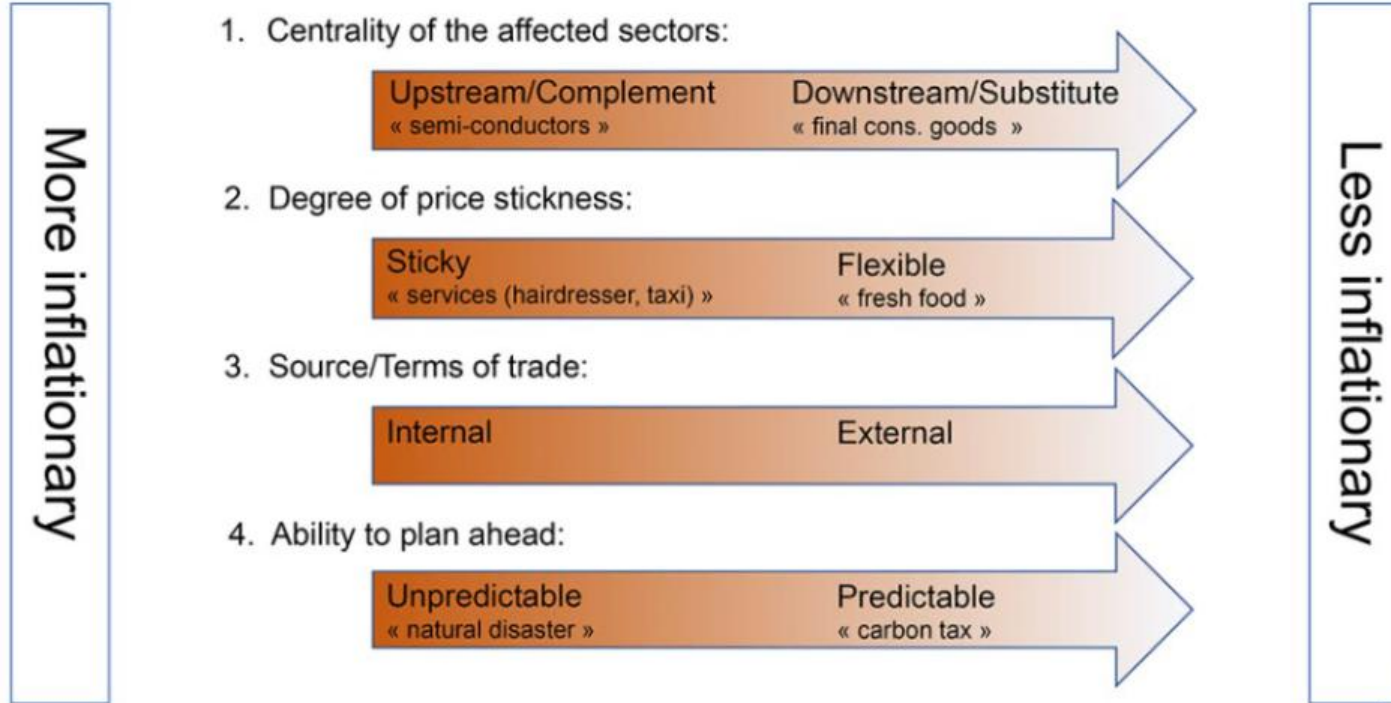 More inflationary
1. Centrality of the affected sectors:
Upstream/Complement Downstream/Substitute
« semi-conductors » « final cons. goods »
2. Degree of price stickness:
Sticky Flexible
« services (hairdresser, taxi) » « fresh food »
3. Source/Terms of trade:
Internal External
4. Ability to plan ahead:
Unpredictable Predictable
« natural disaster » « carbon tax »
Less inflationary